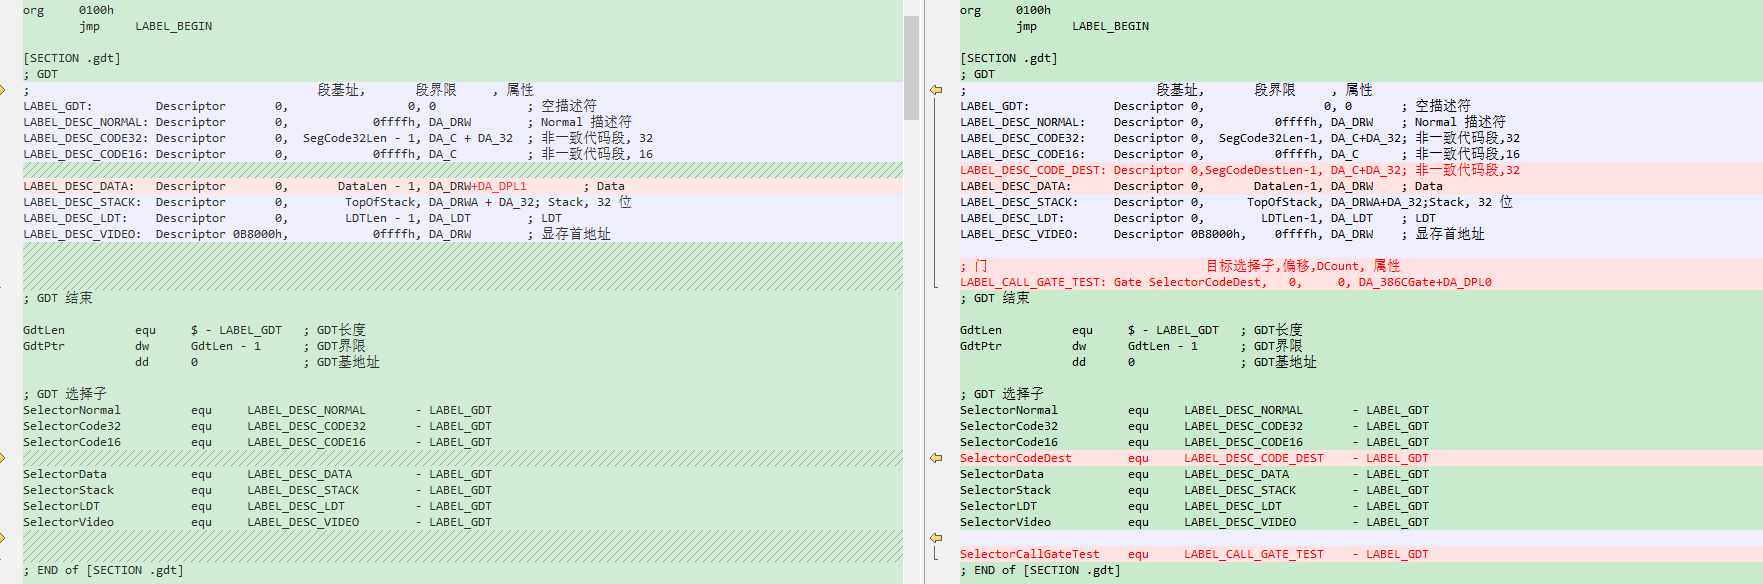 org     0100h
        jmp     LABEL_BEGIN
[SECTION .gdt]
; GDT
;                                         段基址,       段界限     , 属性
LABEL_GDT:         Descriptor       0,                 0, 0             ; 空描述符
LABEL_DESC_NORMAL: Descriptor       0,            0ffffh, DA_DRW        ; Normal 描述符
LABEL_DESC_CODE32: Descriptor       0,  SegCode32Len - 1, DA_C + DA_32  ; 非一致代码段, 32
LABEL_DESC_CODE16: Descriptor       0,            0ffffh, DA_C          ; 非一致代码段, 16
LABEL_DESC_DATA:   Descriptor       0,       DataLen - 1, DA_DRW+DA_DPL1        ; Data
LABEL_DESC_STACK:  Descriptor       0,        TopOfStack, DA_DRWA + DA_32; Stack, 32 位
LABEL_DESC_LDT:    Descriptor       0,        LDTLen - 1, DA_LDT        ; LDT
LABEL_DESC_VIDEO:  Descriptor 0B8000h,            0ffffh, DA_DRW        ; 显存首地址
; GDT 结束
GdtLen          equ     $ - LABEL_GDT   ; GDT长度
GdtPtr          dw      GdtLen - 1      ; GDT界限
                dd      0               ; GDT基地址
; GDT 选择子
SelectorNormal          equ     LABEL_DESC_NORMAL       - LABEL_GDT
SelectorCode32          equ     LABEL_DESC_CODE32       - LABEL_GDT
SelectorCode16          equ     LABEL_DESC_CODE16       - LABEL_GDT
SelectorData            equ     LABEL_DESC_DATA         - LABEL_GDT
SelectorStack           equ     LABEL_DESC_STACK        - LABEL_GDT
SelectorLDT             equ     LABEL_DESC_LDT          - LABEL_GDT
SelectorVideo           equ     LABEL_DESC_VIDEO        - LABEL_GDT
; END of [SECTION .gdt]
org     0100h
        jmp     LABEL_BEGIN
[SECTION .gdt]
; GDT
;                            段基址,       段界限     , 属性
LABEL_GDT:            Descriptor 0,                 0, 0       ; 空描述符
LABEL_DESC_NORMAL:    Descriptor 0,          0ffffh, DA_DRW    ; Normal 描述符
LABEL_DESC_CODE32:    Descriptor 0,  SegCode32Len-1, DA_C+DA_32; 非一致代码段,32
LABEL_DESC_CODE16:    Descriptor 0,          0ffffh, DA_C      ; 非一致代码段,16
LABEL_DESC_CODE_DEST: Descriptor 0,SegCodeDestLen-1, DA_C+DA_32; 非一致代码段,32
LABEL_DESC_DATA:      Descriptor 0,       DataLen-1, DA_DRW    ; Data
LABEL_DESC_STACK:     Descriptor 0,      TopOfStack, DA_DRWA+DA_32;Stack, 32 位
LABEL_DESC_LDT:       Descriptor 0,        LDTLen-1, DA_LDT    ; LDT
LABEL_DESC_VIDEO:     Descriptor 0B8000h,    0ffffh, DA_DRW    ; 显存首地址
; 门                               目标选择子,偏移,DCount, 属性
LABEL_CALL_GATE_TEST: Gate SelectorCodeDest,   0,     0, DA_386CGate+DA_DPL0
; GDT 结束
GdtLen          equ     $ - LABEL_GDT   ; GDT长度
GdtPtr          dw      GdtLen - 1      ; GDT界限
                dd      0               ; GDT基地址
; GDT 选择子
SelectorNormal          equ     LABEL_DESC_NORMAL       - LABEL_GDT
SelectorCode32          equ     LABEL_DESC_CODE32       - LABEL_GDT
SelectorCode16          equ     LABEL_DESC_CODE16       - LABEL_GDT
SelectorCodeDest        equ     LABEL_DESC_CODE_DEST    - LABEL_GDT
SelectorData            equ     LABEL_DESC_DATA         - LABEL_GDT
SelectorStack           equ     LABEL_DESC_STACK        - LABEL_GDT
SelectorLDT             equ     LABEL_DESC_LDT          - LABEL_GDT
SelectorVideo           equ     LABEL_DESC_VIDEO        - LABEL_GDT
SelectorCallGateTest    equ     LABEL_CALL_GATE_TEST    - LABEL_GDT
; END of [SECTION .gdt]